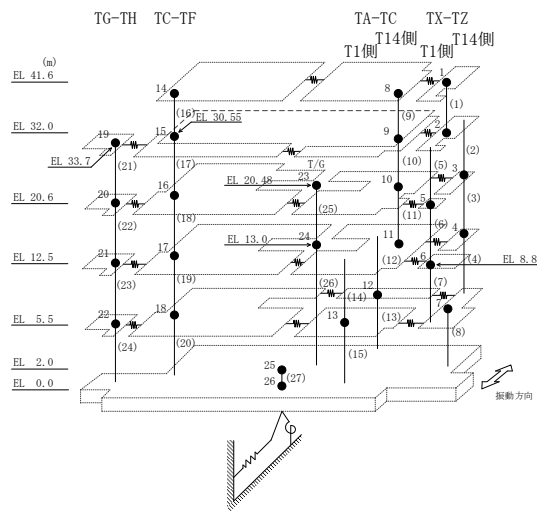 TG-TH TC-TF TA-TC TX-TZ
T14側 T14側
T1側 T1側
(m)
EL 41.6
14 8 1
(16) (9) (1)
EL 30.55
EL 32.0
19 15 9 2
EL 33.7
(21) (17) (10) (2)
T/G
23 (5) 3
EL 20.48
EL 20.6
20 16 10 5 (3)
(22) (18) (25) (11)
24 (6) 4
EL 13.0
11
EL 12.5
21 17 (12) 6 (4) EL 8.8
(23) (19) (26) (14) 12 (7)
EL 5.5
22 18 13 (13) 7
(24) (20) (15) (8)
EL 2.0
25
EL 0.0
26 (27)
振動方向